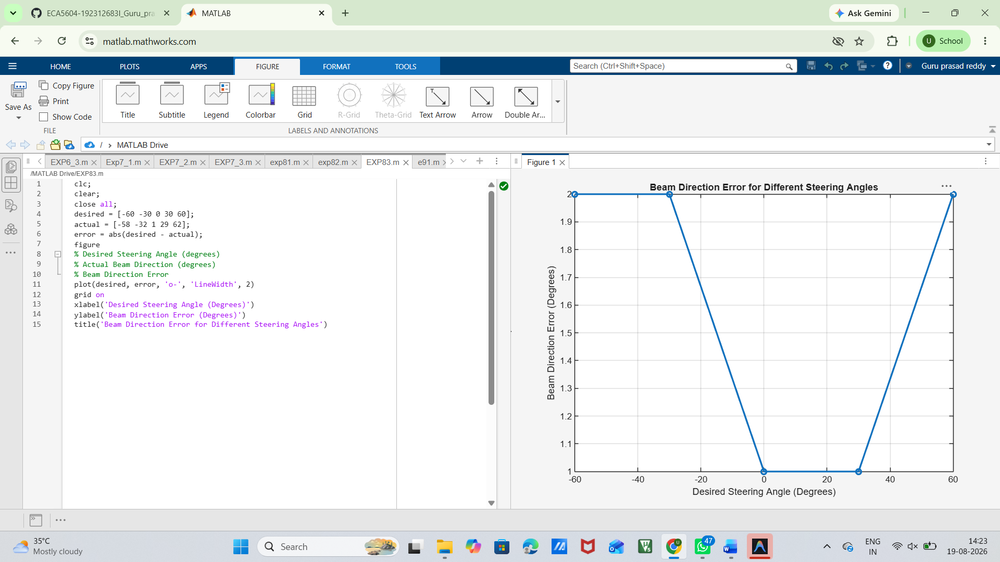 ECA5604-192312683I_Guru_pra
MATLAB
Ask Gemini
matlab.mathworks.com
U School
HOME PLOTS APPS FIGURE FORMAT TOOLS
Search (Ctrl+Shift+Space)
Guru prasad reddy
Save As
Copy Figure
Print
Show Code
Title Subtitle Legend Colorbar Grid R-Grid Theta-Grid Text Arrow Arrow Double Ar...
FILE LABELS AND ANNOTATIONS
/ › MATLAB Drive
EXP6_3.m Exp7_1.m EXP7_2.m EXP7_3.m exp81.m exp82.m EXP83.m e91.m
/MATLAB Drive/EXP83.m
1 clc;
2 clear;
3 close all;
4 desired = [-60 -30 0 30 60];
5 actual = [-58 -32 1 29 62];
6 error = abs(desired - actual);
7 figure
8 % Desired Steering Angle (degrees)
9 % Actual Beam Direction (degrees)
10 % Beam Direction Error
11 plot(desired, error, 'o-', 'LineWidth', 2)
12 grid on
13 xlabel('Desired Steering Angle (Degrees)')
14 ylabel('Beam Direction Error (Degrees)')
15 title('Beam Direction Error for Different Steering Angles')
Figure 1
Beam Direction Error for Different Steering Angles
Beam Direction Error (Degrees)
2
1.9
1.8
1.7
1.6
1.5
1.4
1.3
1.2
1.1
1
-60 -40 -20 0 20 40 60
Desired Steering Angle (Degrees)
35°C
Mostly cloudy
Search
47
ENG
IN
14:23
19-08-2026